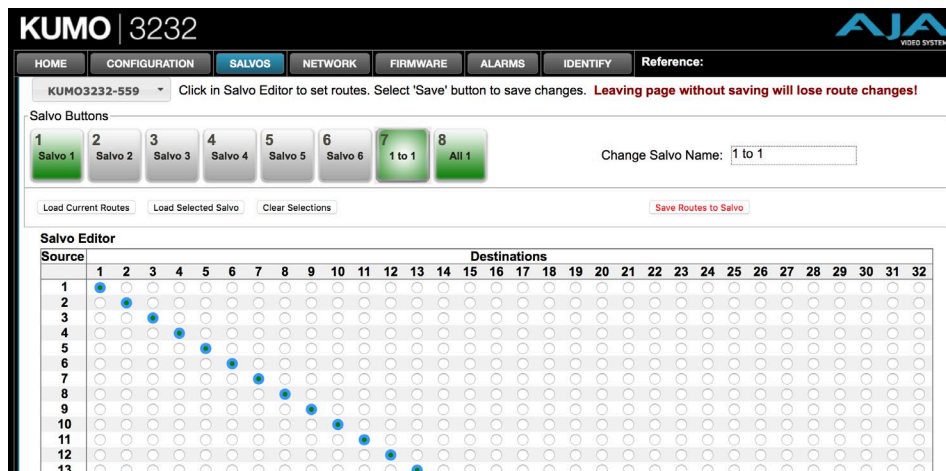 KUMO | 3232
AJA
VIDEO SYSTEM
HOME CONFIGURATION SALVOS NETWORK FIRMWARE ALARMS IDENTIFY Reference:
KUMO3232-559 Click in Salvo Editor to set routes. Select 'Save' button to save changes. Leaving page without saving will lose route changes!
Salvo Buttons
1 2 3 4 5 6 7 8
Salvo 1 Salvo 2 Salvo 3 Salvo 4 Salvo 5 Salvo 6 1 to 1 All 1 Change Salvo Name: 1 to 1
Load Current Routes Load Selected Salvo Clear Selections Save Routes to Salvo
Salvo Editor
Source Destinations
1 2 3 4 5 6 7 8 9 10 11 12 13 14 15 16 17 18 19 20 21 22 23 24 25 26 27 28 29 30 31 32
1
2
3
4
5
6
7
8
9
10
11
12
13